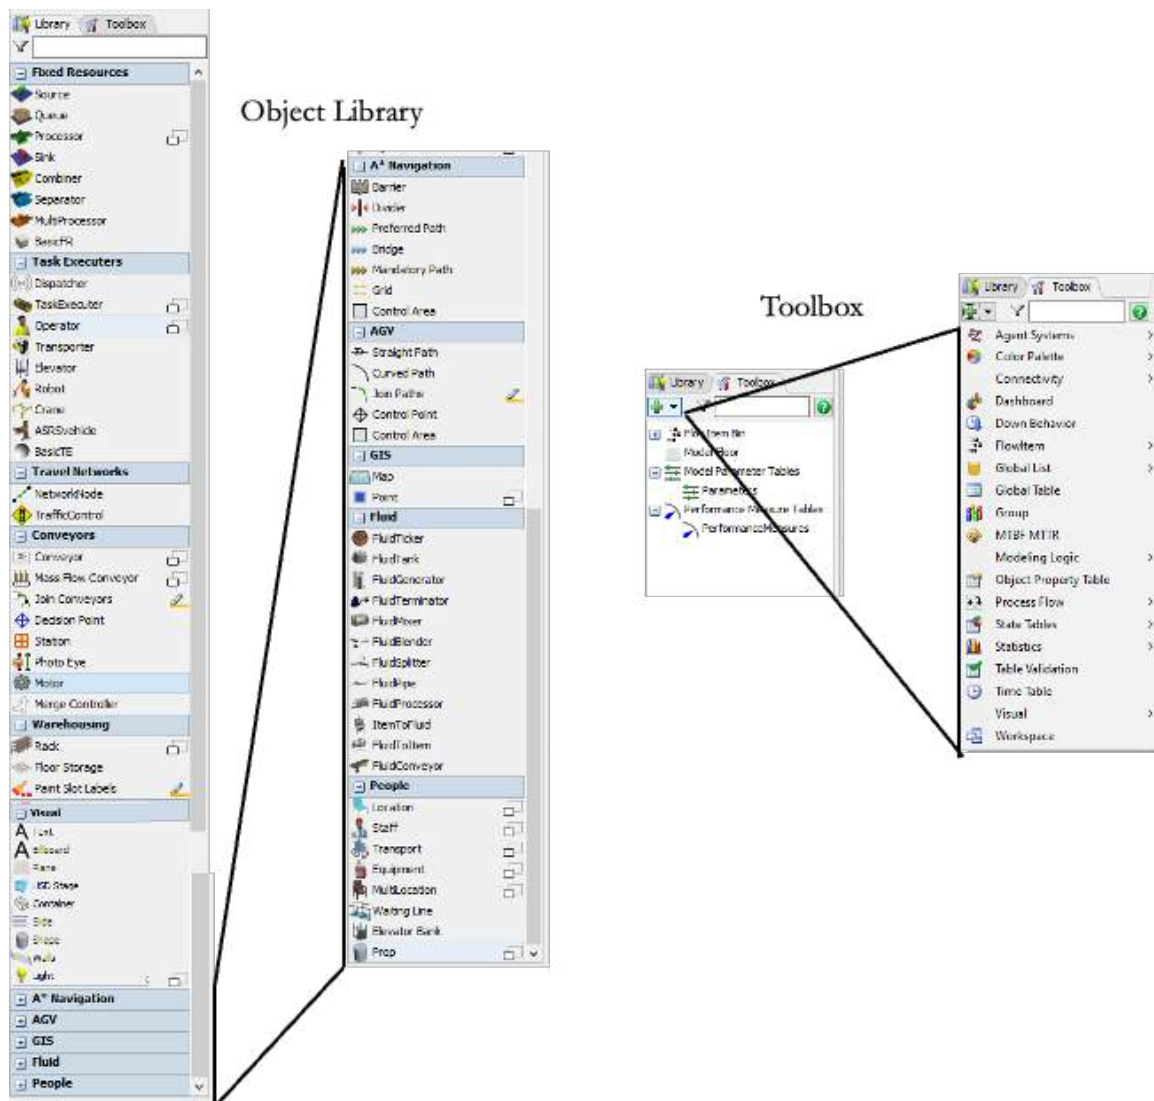 Library Toolbox
Fixed Resources
Source
Queue
Processor
Sink
Combiner
Separator
MultiProcessor
BasicFR
Task Executers
Dispatcher
TaskExecuter
Operator
Transporter
Elevator
Robot
Crane
ASRSvehicle
BasicTE
Travel Networks
NetworkNode
TrafficControl
Conveyors
Conveyor
Mass Flow Conveyor
Join Conveyors
Decision Point
Station
Photo Eye
Motor
Merge Controller
Warehousing
Rack
Floor Storage
Paint Slot Labels
Visual
Text
Billboard
Plane
USD Stage
Container
Slide
Shape
Walls
Light
A* Navigation
AGV
GIS
Fluid
People
Object Library
A* Navigation
Barrier
Divider
Preferred Path
Bridge
Mandatory Path
Grid
Control Area
AGV
Straight Path
Curved Path
Join Paths
Control Point
Control Area
GIS
Map
Point
Fluid
FluidTicker
FluidTank
FluidGenerator
FluidTerminator
FluidMixer
FluidBlender
FluidSplitter
FluidPipe
FluidProcessor
ItemToFluid
FluidToItem
FluidConveyor
People
Location
Staff
Transport
Equipment
MultiLocation
Waiting Line
Elevator Bank
Prop
Toolbox
Library Toolbox
Flow Item Bin
Model Floor
Model Parameter Tables
Parameters
Performance Measure Tables
PerformanceMeasures
Library Toolbox
Agent Systems
Color Palette
Connectivity
Dashboard
Down Behavior
FlowItem
Global List
Global Table
Group
MTBF MTTR
Modeling Logic
Object Property Table
Process Flow
State Tables
Statistics
Table Validation
Time Table
Visual
Workspace